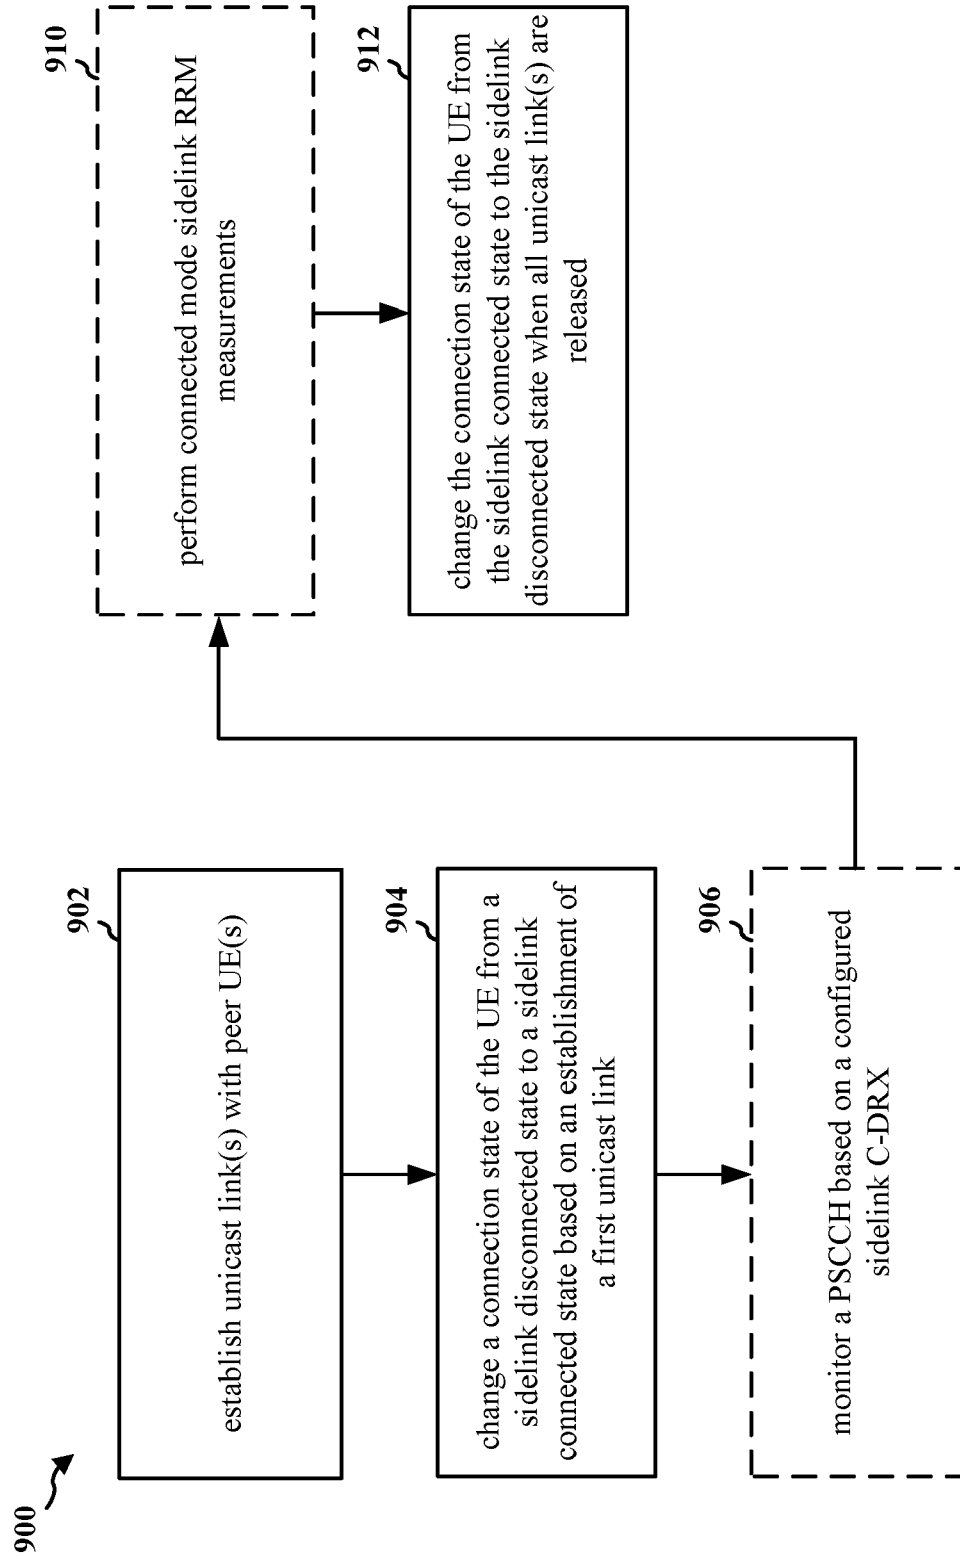 900
902
establish unicast link(s) with peer UE(s)
904
change a connection state of the UE from a
sidelink disconnected state to a sidelink
connected state based on an establishment of
a first unicast link
906
monitor a PSCCH based on a configured
sidelink C-DRX
910
perform connected mode sidelink RRM
measurements
912
change the connection state of the UE from
the sidelink connected state to the sidelink
disconnected state when all unicast link(s) are
released